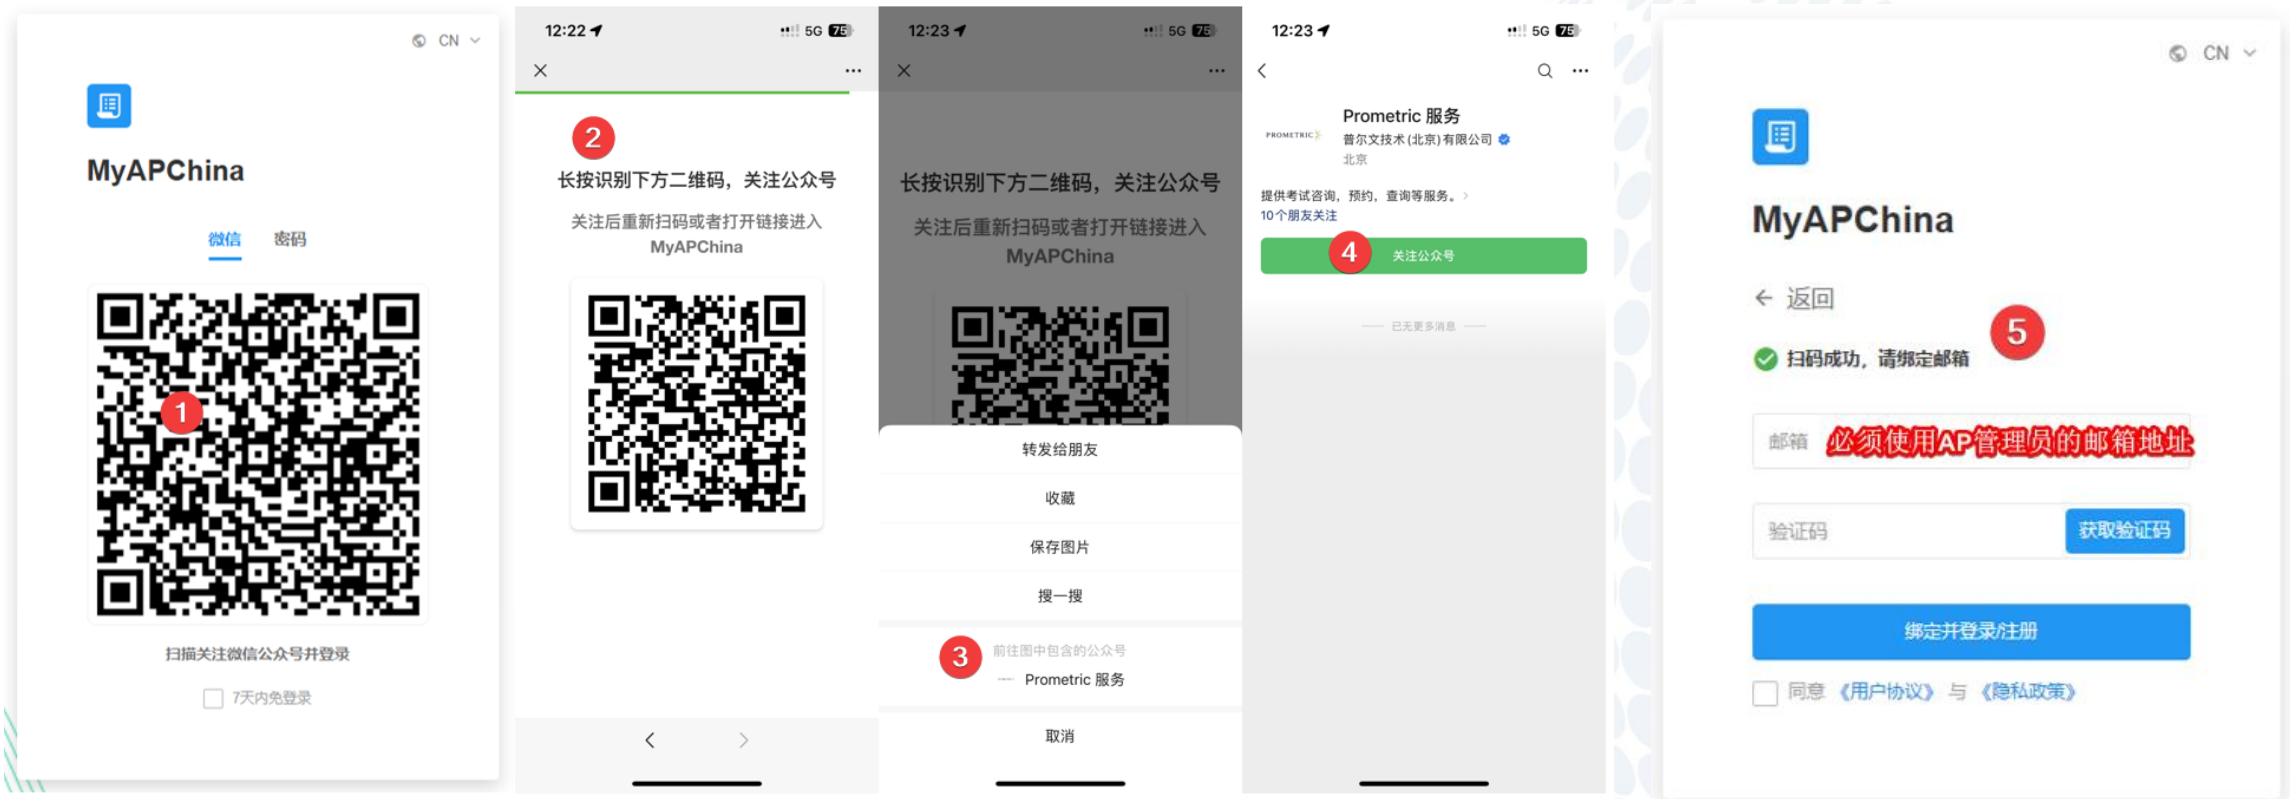 CN
MyAPChina
微信 密码
1
扫描关注微信公众号并登录
7天内免登录
12:22
5G 75
2
长按识别下方二维码，关注公众号
关注后重新扫码或者打开链接进入
MyAPChina
12:23
5G 75
长按识别下方二维码，关注公众号
关注后重新扫码或者打开链接进入
MyAPChina
转发给朋友
收藏
保存图片
搜一搜
3
前往图中包含的公众号
Prometric 服务
取消
12:23
5G 75
PROMETRIC
Prometric 服务
普尔文技术(北京)有限公司
北京
提供考试咨询，预约，查询等服务。
10个朋友关注
4
关注公众号
已无更多消息
CN
MyAPChina
返回
5
扫码成功，请绑定邮箱
邮箱 必须使用AP管理员的邮箱地址
验证码 获取验证码
绑定并登录/注册
同意《用户协议》与《隐私政策》